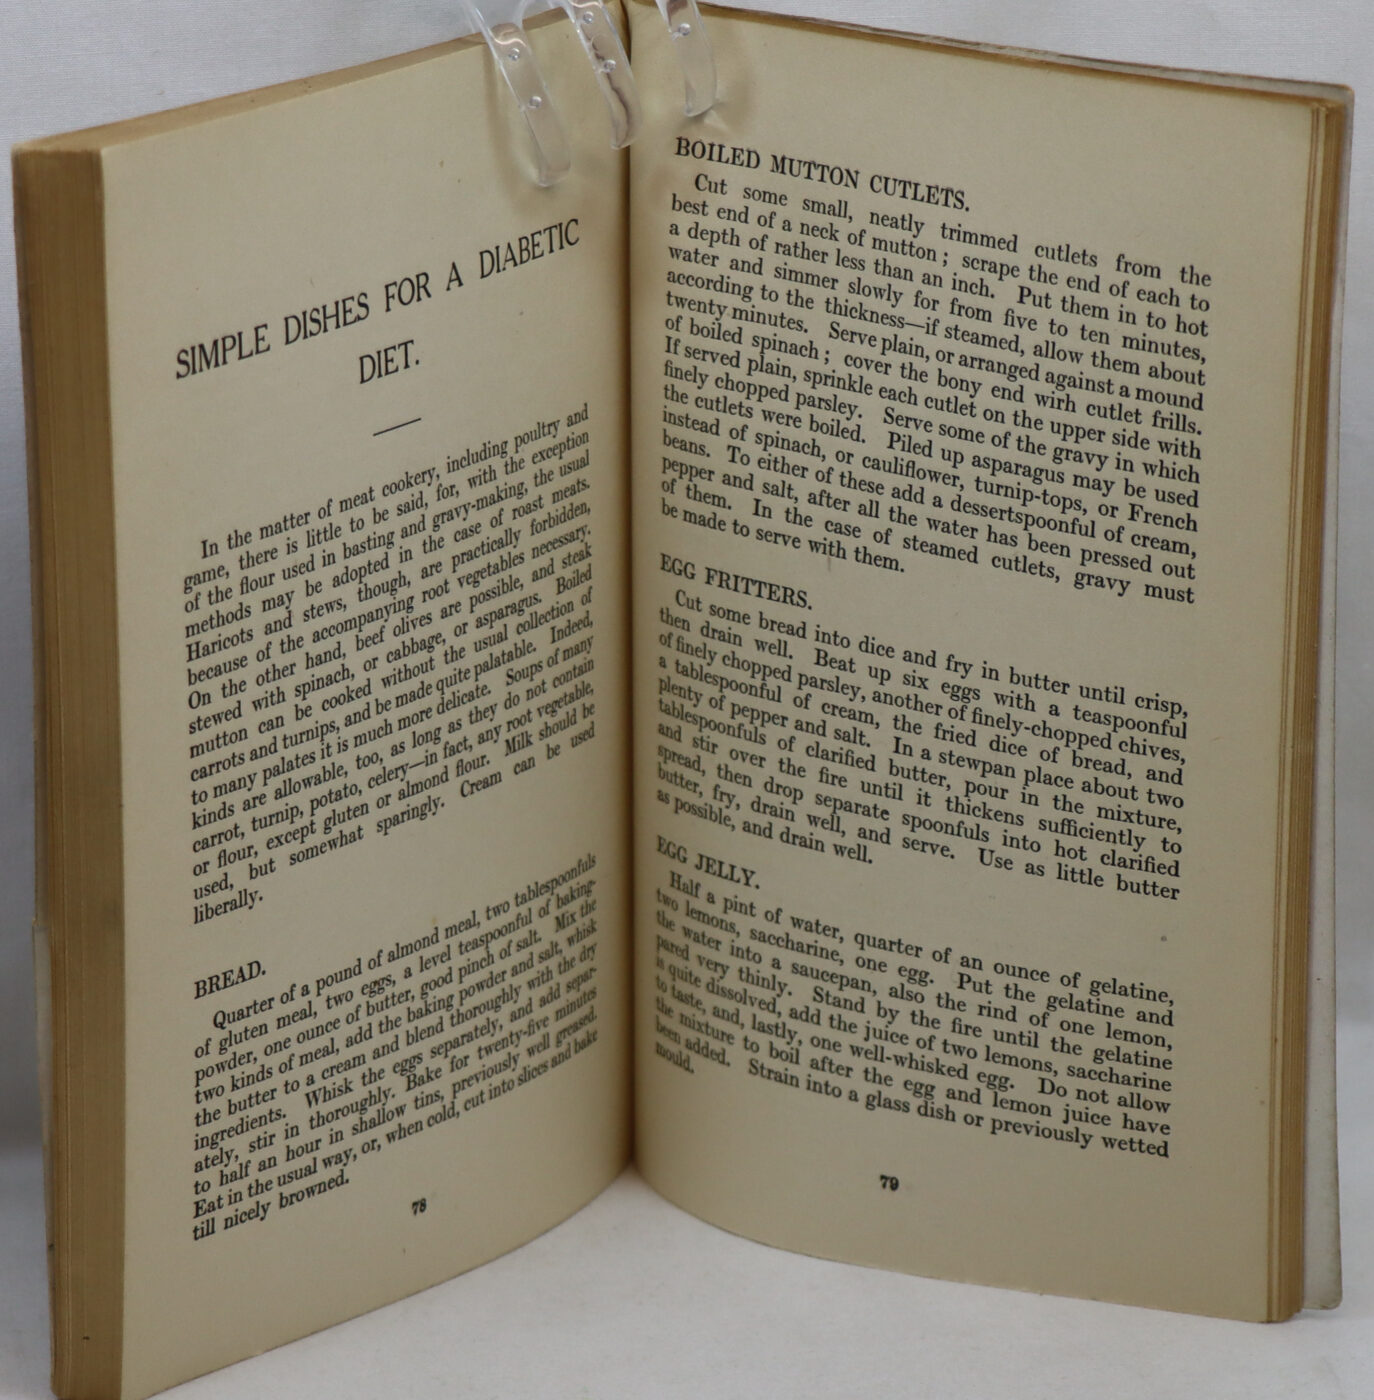 SIMPLE DISHES FOR A DIABETIC
DIET.
In the matter of meat cookery, including poultry and
game, there is little to be said, for, with the exception
of the flour used in basting and gravy-making, the usual
methods may be adopted in the case of roast meats.
Haricots and stews, though, are practically forbidden,
because of the accompanying root vegetables necessary.
On the other hand, beef olives are possible, and steak
stewed with spinach, or cabbage, or asparagus. Boiled
mutton can be cooked without the usual collection of
carrots and turnips, and be made quite palatable. Indeed,
to many palates it is much more delicate. Soups of many
kinds are allowable, too, as long as they do not contain
carrot, turnip, potato, celery—in fact, any root vegetable,
or flour, except gluten or almond flour. Milk should be
used, but somewhat sparingly. Cream can be used
liberally.
BREAD.
Quarter of a pound of almond meal, two tablespoonfuls
of gluten meal, two eggs, a level teaspoonful of baking-
powder, one ounce of butter, good pinch of salt. Mix the
two kinds of meal, add the baking powder and salt, whisk
the butter to a cream and blend thoroughly with the dry
ingredients. Whisk the eggs separately, and add separ-
ately, stir in thoroughly. Bake for twenty-five minutes
to half an hour in shallow tins, previously well greased.
Eat in the usual way, or, when cold, cut into slices and bake
till nicely browned.
78
BOILED MUTTON CUTLETS.
Cut some small, neatly trimmed cutlets from the
best end of a neck of mutton; scrape the end of each to
a depth of rather less than an inch. Put them in to hot
water and simmer slowly for from five to ten minutes,
according to the thickness—if steamed, allow them about
twenty minutes. Serve plain, or arranged against a mound
of boiled spinach; cover the bony end wirh cutlet frills.
If served plain, sprinkle each cutlet on the upper side with
finely chopped parsley. Serve some of the gravy in which
the cutlets were boiled. Piled up asparagus may be used
instead of spinach, or cauliflower, turnip-tops, or French
beans. To either of these add a dessertspoonful of cream,
pepper and salt, after all the water has been pressed out
of them. In the case of steamed cutlets, gravy must
be made to serve with them.
EGG FRITTERS.
Cut some bread into dice and fry in butter until crisp,
then drain well. Beat up six eggs with a teaspoonful
of finely chopped parsley, another of finely-chopped chives,
a tablespoonful of cream, the fried dice of bread, and
plenty of pepper and salt. In a stewpan place about two
tablespoonfuls of clarified butter, pour in the mixture,
and stir over the fire until it thickens sufficiently to
spread, then drop separate spoonfuls into hot clarified
butter, fry, drain well, and serve. Use as little butter
as possible, and drain well.
EGG JELLY.
Half a pint of water, quarter of an ounce of gelatine,
two lemons, saccharine, one egg. Put the gelatine and
the water into a saucepan, also the rind of one lemon,
pared very thinly. Stand by the fire until the gelatine
is quite dissolved, add the juice of two lemons, saccharine
to taste, and, lastly, one well-whisked egg. Do not allow
the mixture to boil after the egg and lemon juice have
been added. Strain into a glass dish or previously wetted
mould.
79